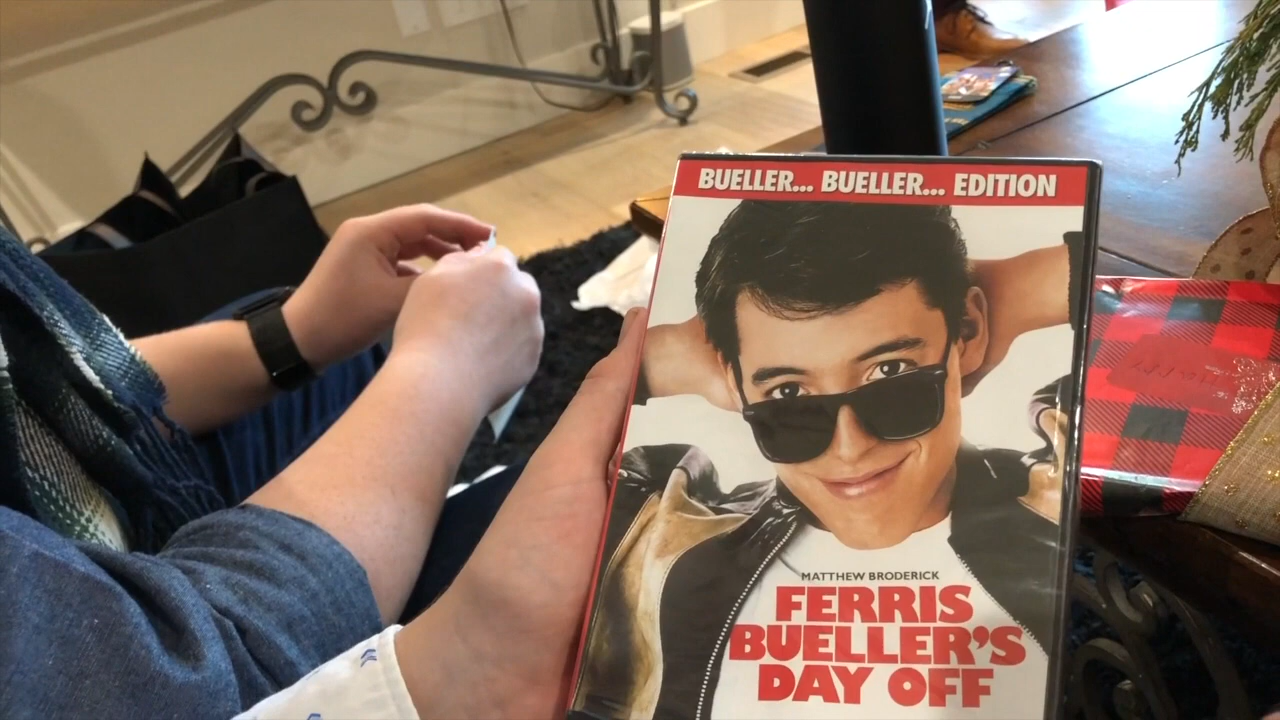 BUELLER... BUELLER... EDITION
MATTHEW BRODERICK
FERRIS
BUELLER'S
DAY OFF